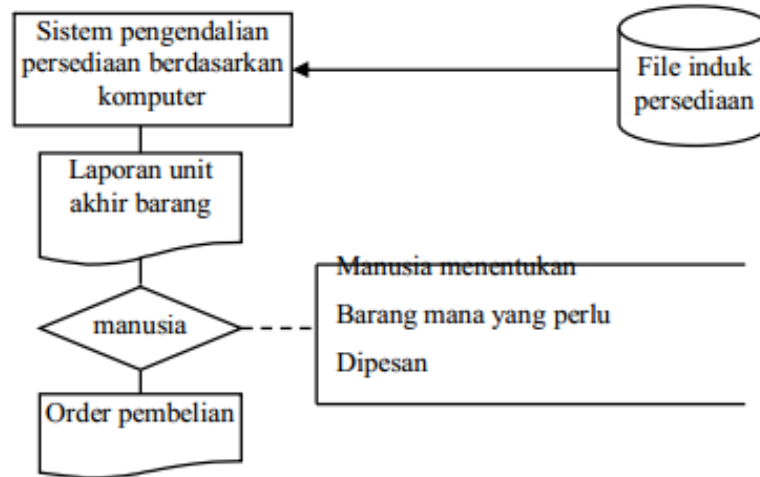 Sistem pengendalian
persediaan berdasarkan
komputer
File induk
persediaan
Laporan unit
akhir barang
manusia
Manusia menentukan
Barang mana yang perlu
Dipesan
Order pembelian